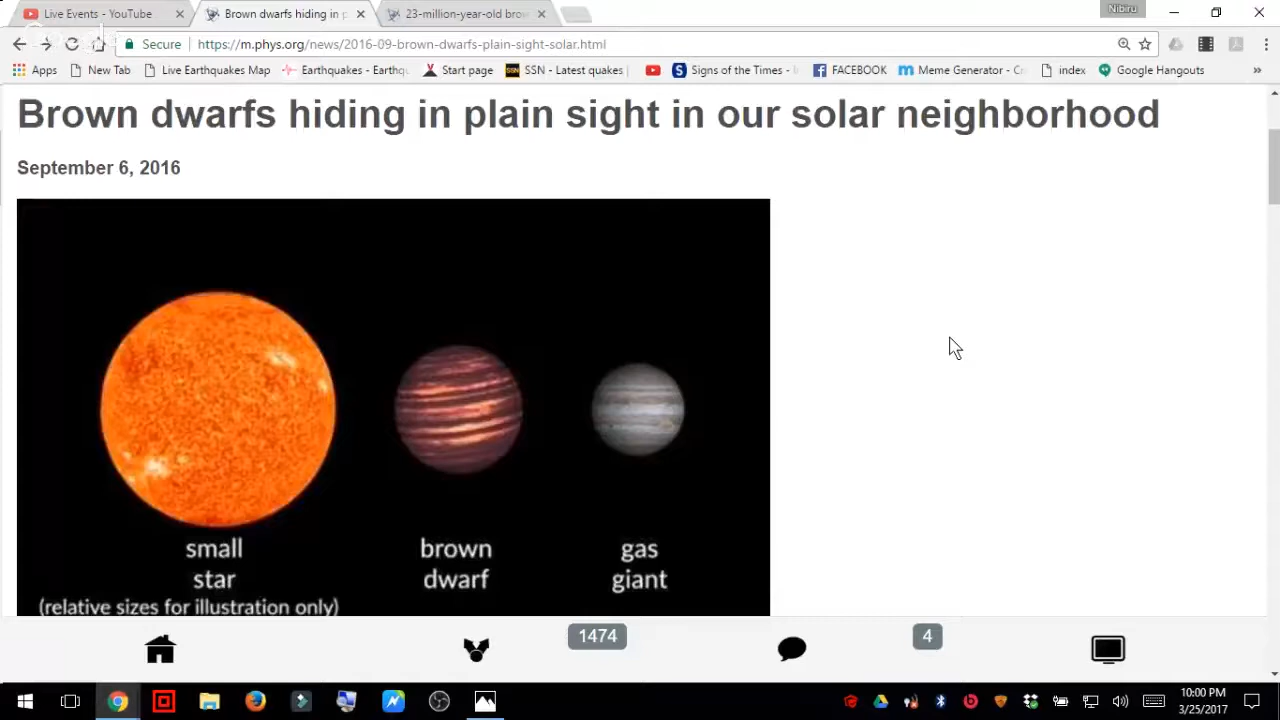 Live Events - YouTube
Brown dwarfs hiding in p
23-million-year-old brow
Nibiru
Secure
https://m.phys.org/news/2016-09-brown-dwarfs-plain-sight-solar.html
Apps
New Tab
Live Earthquakes Map
Earthquakes - Earthqu
Start page
SSN
SSN - Latest quakes
Signs of the Times -
FACEBOOK
Meme Generator - Cr
index
Google Hangouts
»
Brown dwarfs hiding in plain sight in our solar neighborhood
September 6, 2016
small
star
(relative sizes for illustration only)
brown
dwarf
gas
giant
1474
4
10:00 PM
3/25/2017